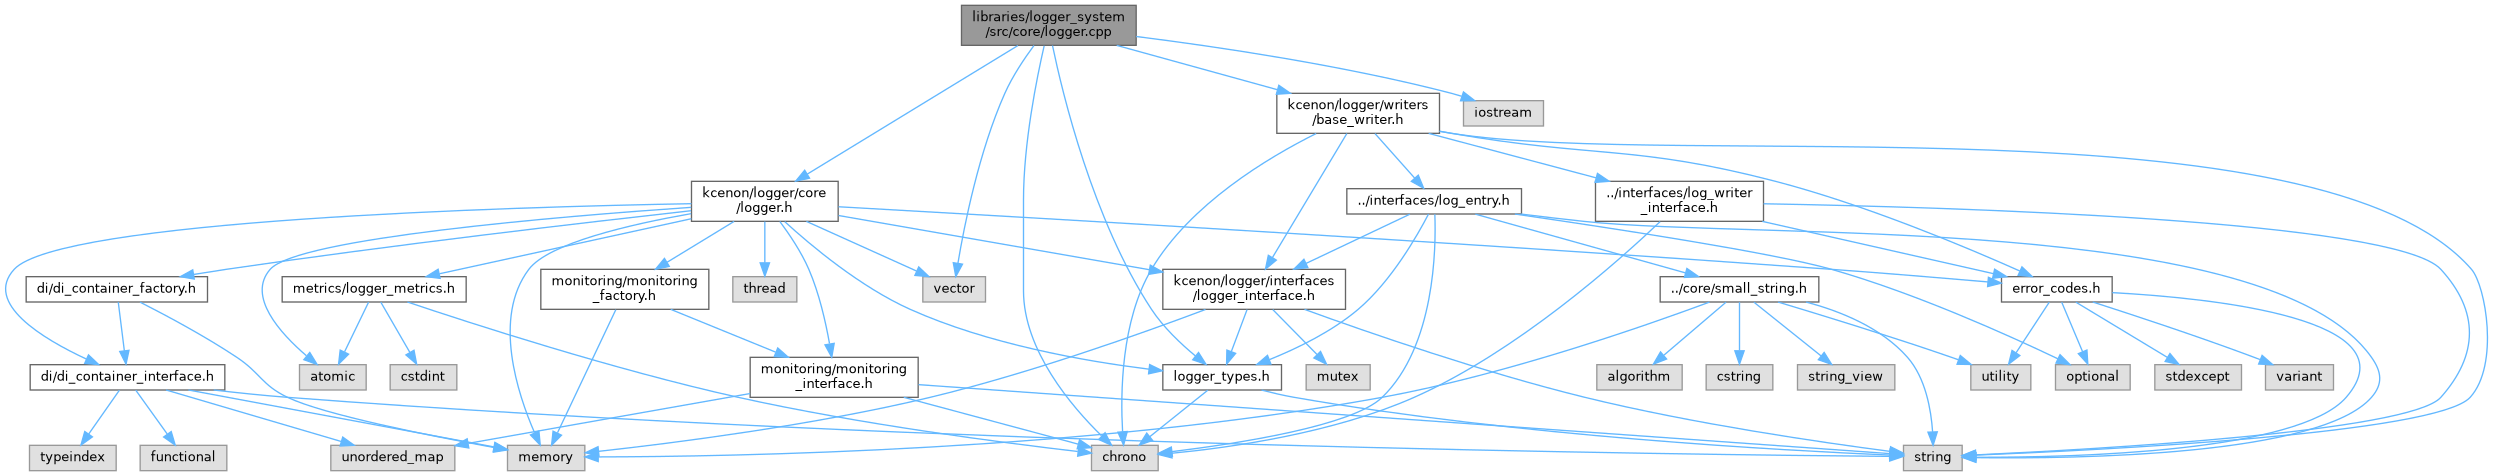 libraries/logger_system
/src/core/logger.cpp
kcenon/logger/writers
/base_writer.h
iostream
kcenon/logger/core
/logger.h
../interfaces/log_entry.h
../interfaces/log_writer
_interface.h
di/di_container_factory.h
metrics/logger_metrics.h
monitoring/monitoring
_factory.h
thread
vector
kcenon/logger/interfaces
/logger_interface.h
../core/small_string.h
error_codes.h
di/di_container_interface.h
atomic
cstdint
monitoring/monitoring
_interface.h
logger_types.h
mutex
algorithm
cstring
string_view
utility
optional
stdexcept
variant
typeindex
functional
unordered_map
memory
chrono
string